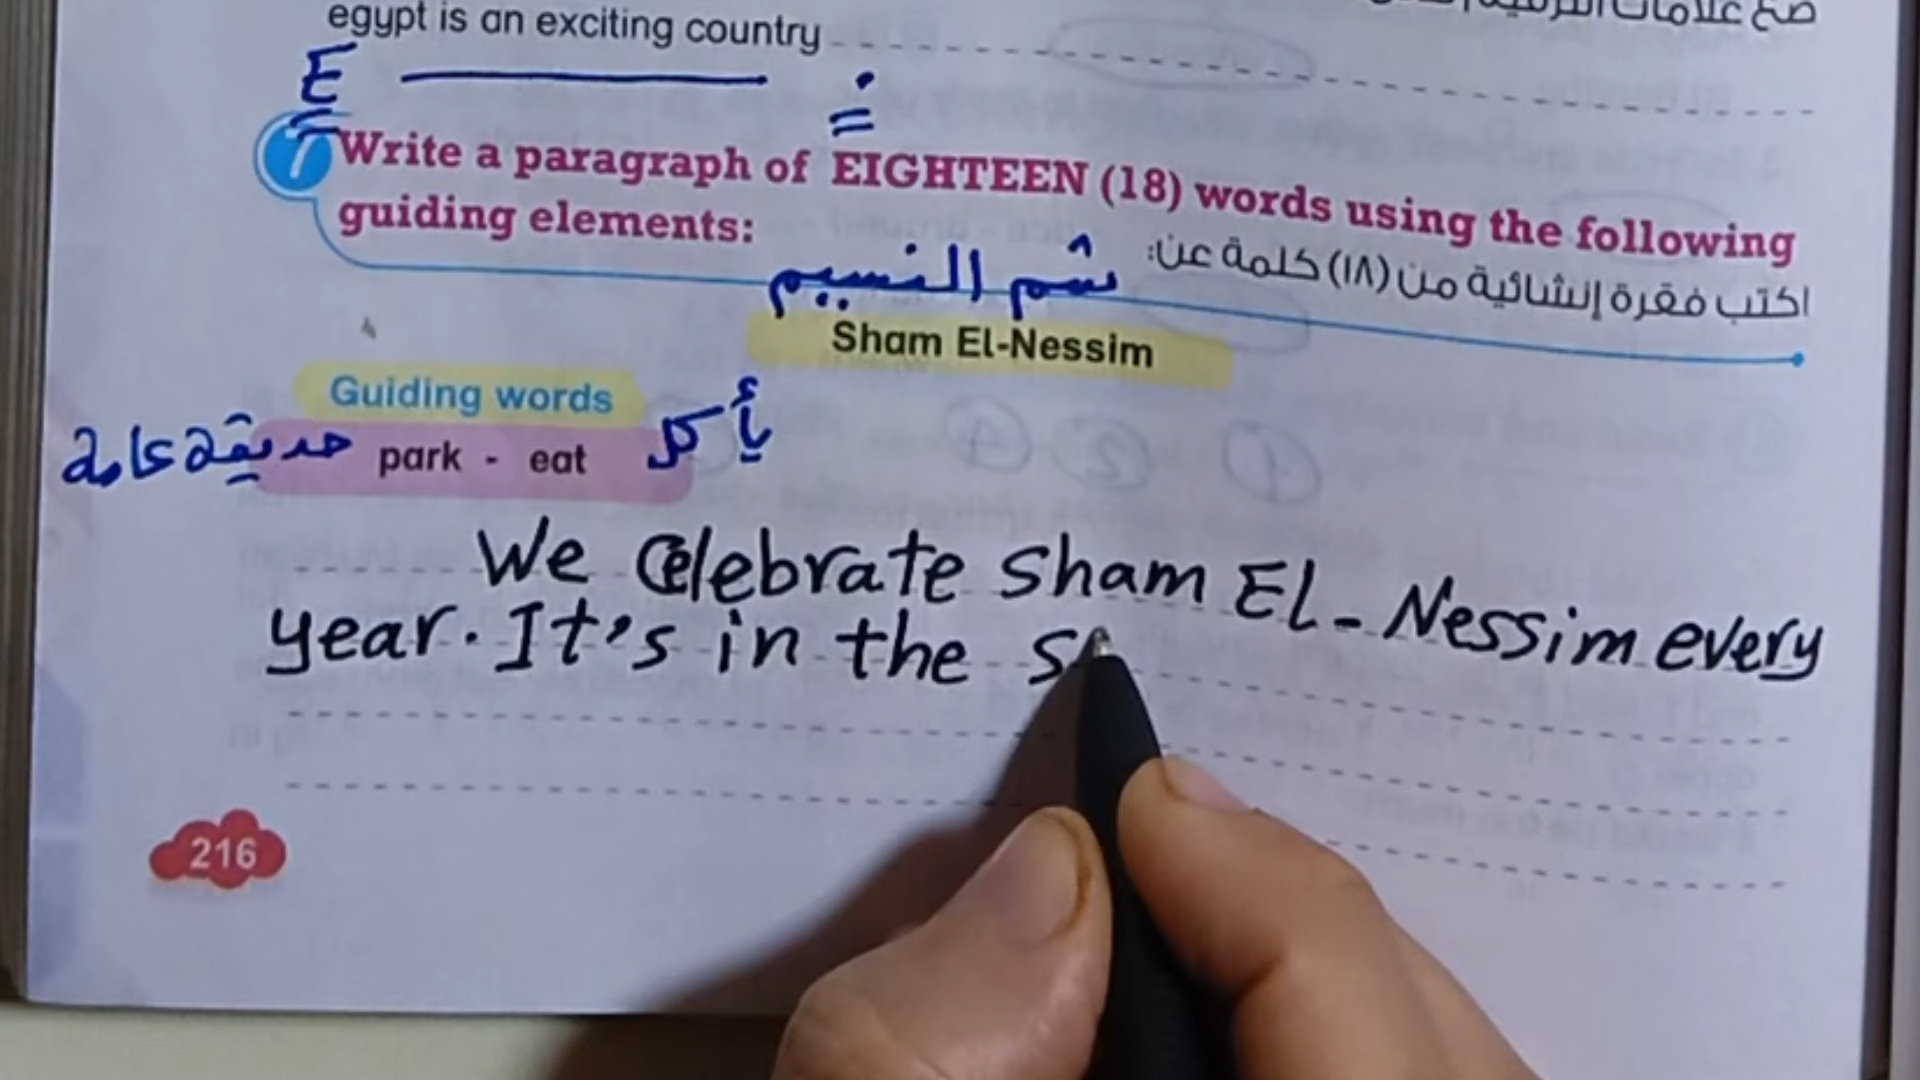 egypt is an exciting country
E .
7 Write a paragraph of EIGHTEEN (18) words using the following
guiding elements:
اكتب فقرة إنشائية من (١٨) كلمة عن:
شم النسيم
Sham El-Nessim
Guiding words
حديقة عامة park - eat يأكل
We Celebrate Sham El-Nessim every
year. It's in the s
216